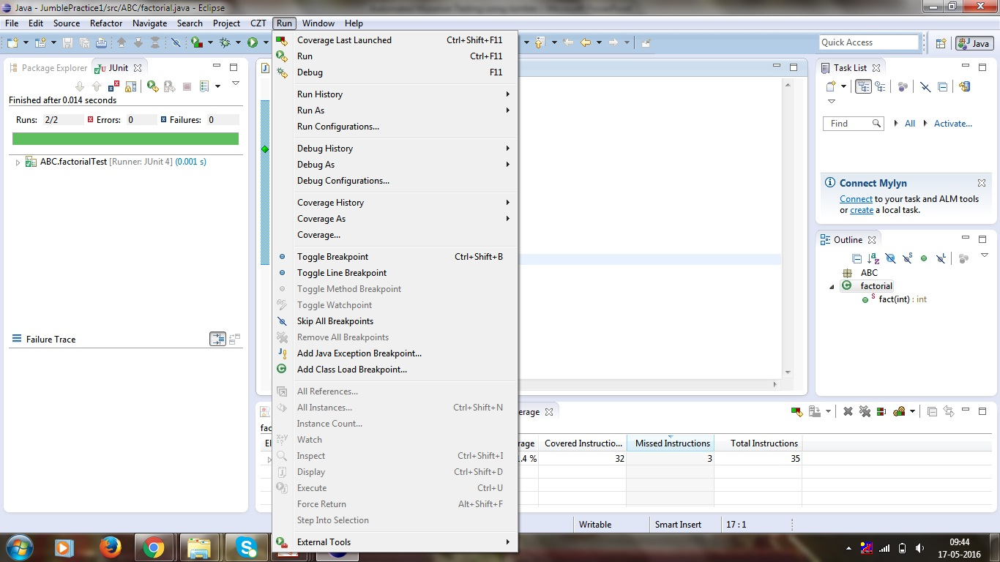 Java - JumblePractice1/src/ABC/factorial.java - Eclipse
File Edit Source Refactor Navigate Search Project CZT Run Window Help
Quick Access
Java
Package Explorer JUnit
Finished after 0.014 seconds
Runs: 2/2 Errors: 0 Failures: 0
ABC.factorialTest [Runner: JUnit 4] (0.001 s)
Failure Trace
Coverage Last Launched Ctrl+Shift+F11
Run Ctrl+F11
Debug F11
Run History
Run As
Run Configurations...
Debug History
Debug As
Debug Configurations...
Coverage History
Coverage As
Coverage...
Toggle Breakpoint Ctrl+Shift+B
Toggle Line Breakpoint
Toggle Method Breakpoint
Toggle Watchpoint
Skip All Breakpoints
Remove All Breakpoints
Add Java Exception Breakpoint...
Add Class Load Breakpoint...
All References...
All Instances... Ctrl+Shift+N
Instance Count...
Watch
Inspect Ctrl+Shift+I
Display Ctrl+Shift+D
Execute Ctrl+U
Force Return Alt+Shift+F
Step Into Selection
External Tools
Task List
Find All Activate...
Connect Mylyn
Connect to your task and ALM tools
or create a local task.
Outline
ABC
factorial
fact(int) : int
erage
fac
El
rage Covered Instructio... Missed Instructions Total Instructions
.4 % 32 3 35
Writable Smart Insert 17 : 1
09:44
17-05-2016